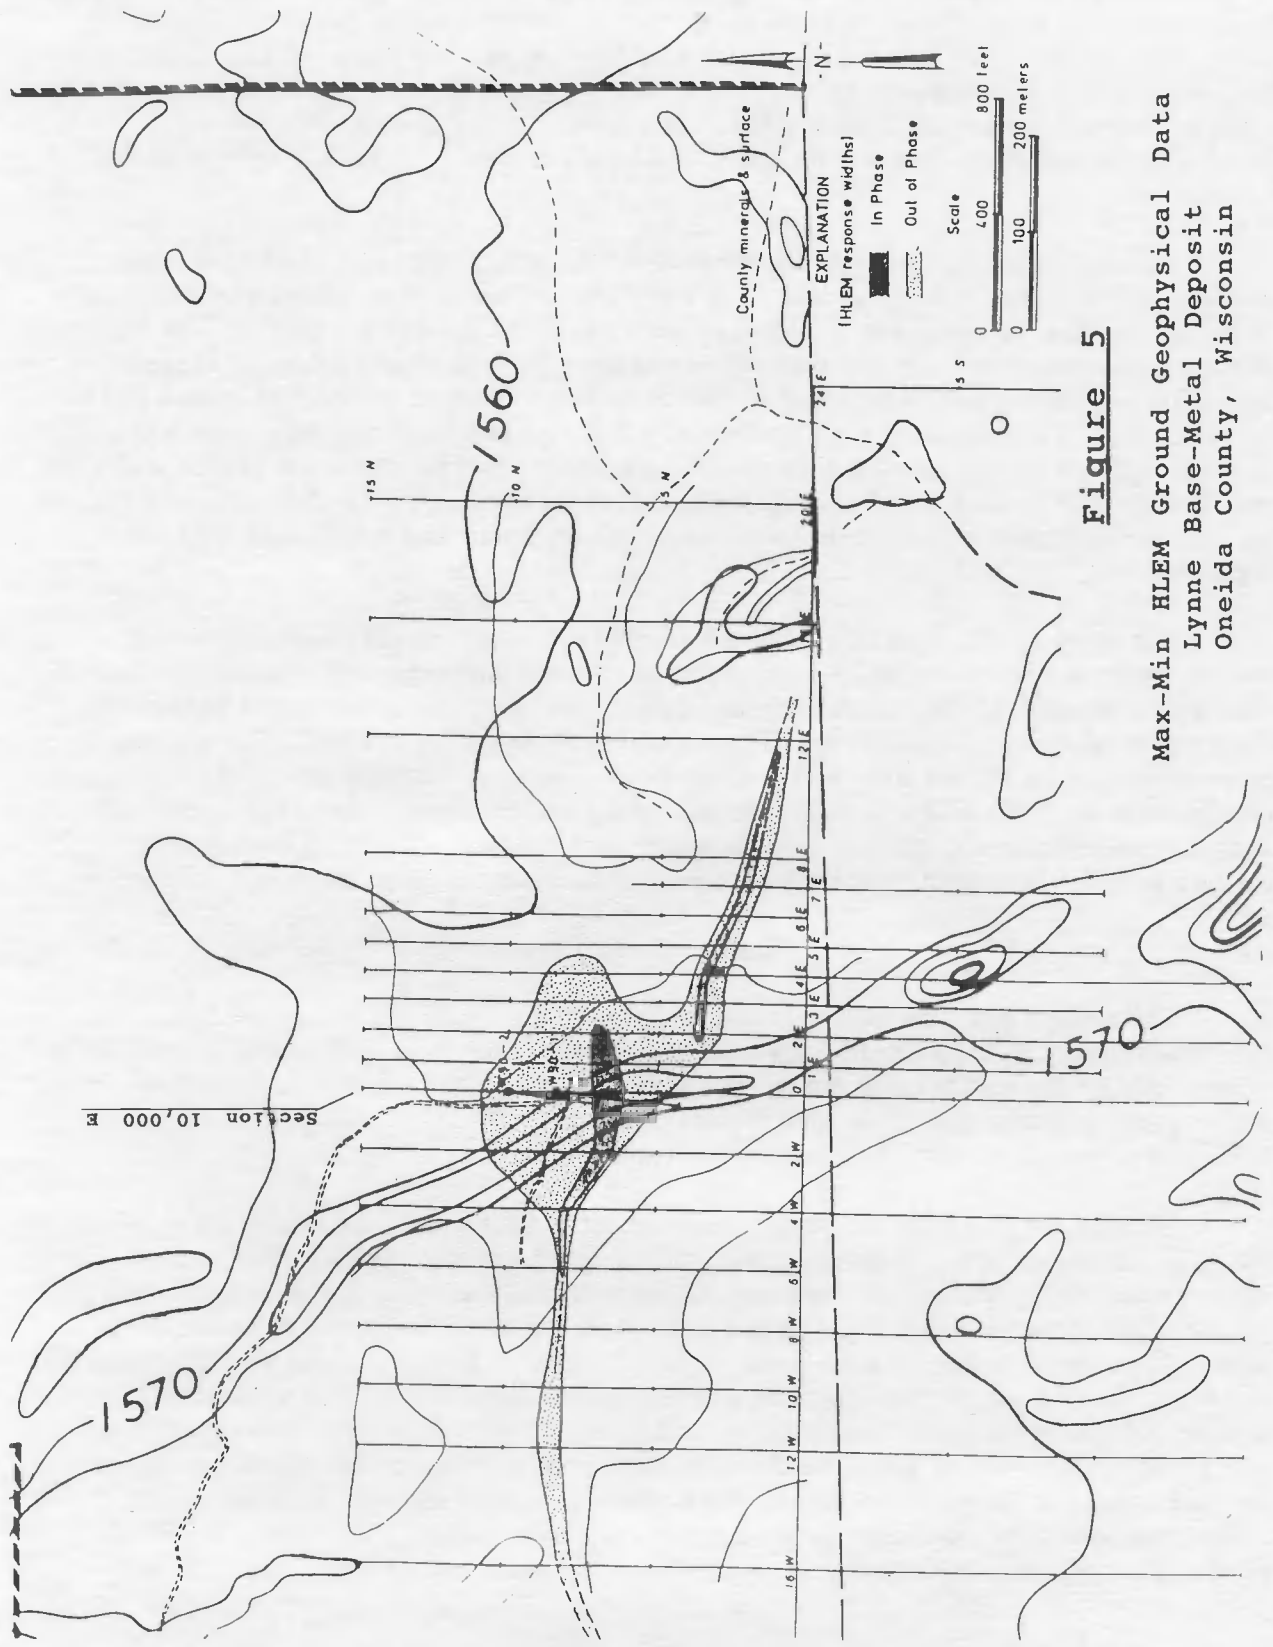 County minerals & surface
-N-
EXPLANATION
(HLEM response widths)
In Phase
Out of Phase
Scale
0 400 800 feet
0 100 200 meters
1560
1570
1570
Section 10,000 E
15 N
10 N
5 N
5 S
16 W
12 W
10 W
8 W
6 W
4 W
2 W
0
1 E
2 E
3 E
4 E
5 E
6 E
7 E
8 E
12 E
20 E
24 E
Figure 5
Max-Min HLEM Ground Geophysical Data
Lynne Base-Metal Deposit
Oneida County, Wisconsin